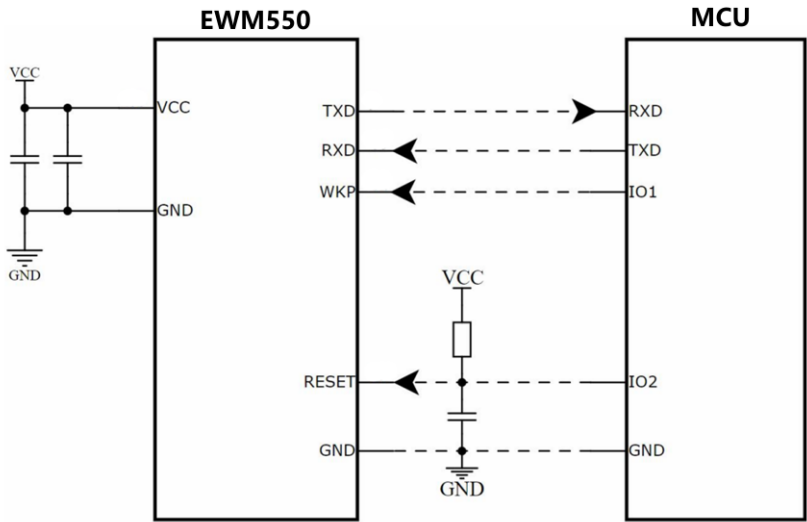 EWM550 MCU
VCC
VCC TXD RXD
RXD TXD
WKP IO1
GND
GND
VCC
RESET IO2
GND GND
GND